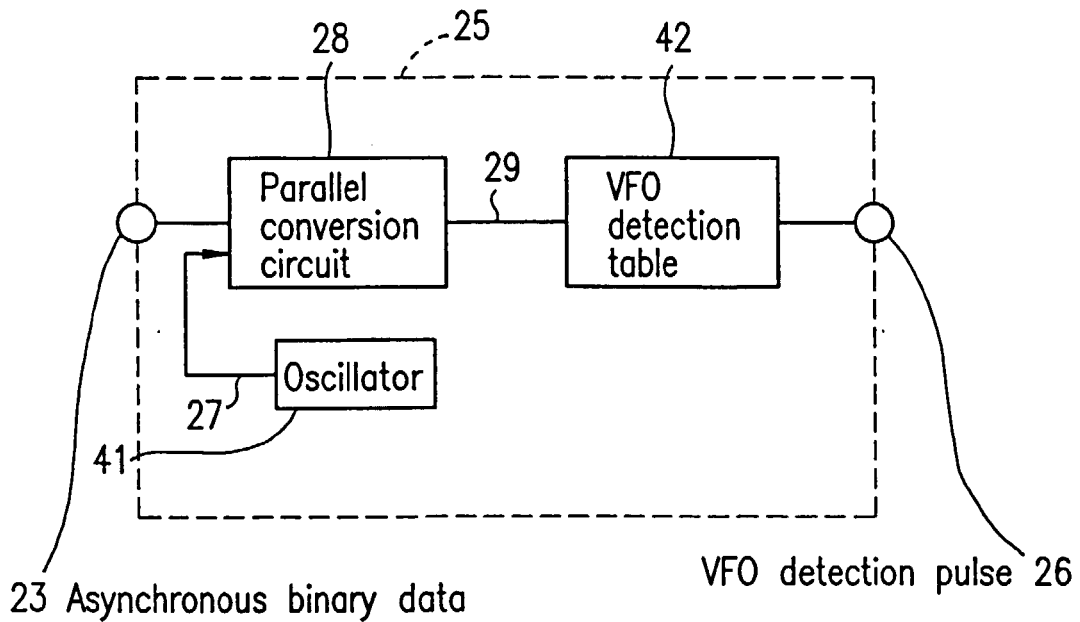 25
28
42
Parallel
conversion
circuit
29
VFO
detection
table
Oscillator
27
41
23 Asynchronous binary data
VFO detection pulse 26